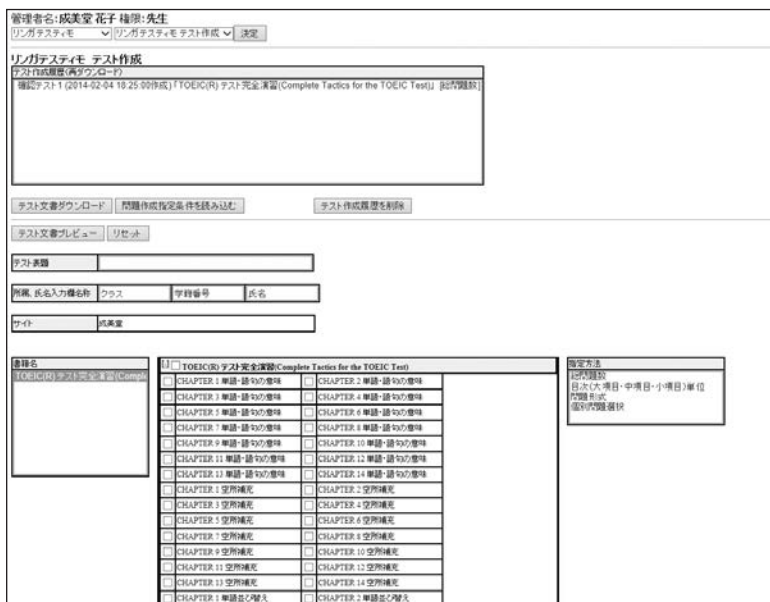 管理者名:成美堂 花子 権限:先生
リンガテスティモ リンガテスティモ テスト作成 決定
リンガテスティモ テスト作成
テスト作成履歴(再ダウンロード)
確認テスト1 (2014-02-04 18:25:00作成)「TOEIC(R) テスト完全演習(Complete Tactics for the TOEIC Test)」 [総問題数]
テスト文書ダウンロード 問題作成指定条件を読み込む テスト作成履歴を削除
テスト文書プレビュー リセット
テスト表題
所属、氏名入力欄名称 クラス 学籍番号 氏名
サイト 成美堂
書籍名
TOEIC(R) テスト完全演習(Compl
[-] TOEIC(R) テスト完全演習(Complete Tactics for the TOEIC Test)
CHAPTER 1 単語・語句の意味 CHAPTER 2 単語・語句の意味
CHAPTER 3 単語・語句の意味 CHAPTER 4 単語・語句の意味
CHAPTER 5 単語・語句の意味 CHAPTER 6 単語・語句の意味
CHAPTER 7 単語・語句の意味 CHAPTER 8 単語・語句の意味
CHAPTER 9 単語・語句の意味 CHAPTER 10 単語・語句の意味
CHAPTER 11 単語・語句の意味 CHAPTER 12 単語・語句の意味
CHAPTER 13 単語・語句の意味 CHAPTER 14 単語・語句の意味
CHAPTER 1 空所補充 CHAPTER 2 空所補充
CHAPTER 3 空所補充 CHAPTER 4 空所補充
CHAPTER 5 空所補充 CHAPTER 6 空所補充
CHAPTER 7 空所補充 CHAPTER 8 空所補充
CHAPTER 9 空所補充 CHAPTER 10 空所補充
CHAPTER 11 空所補充 CHAPTER 12 空所補充
CHAPTER 13 空所補充 CHAPTER 14 空所補充
CHAPTER 1 単語並び替え CHAPTER 2 単語並び替え
指定方法
総問題数
目次(大項目・中項目・小項目)単位
問題形式
個別問題選択